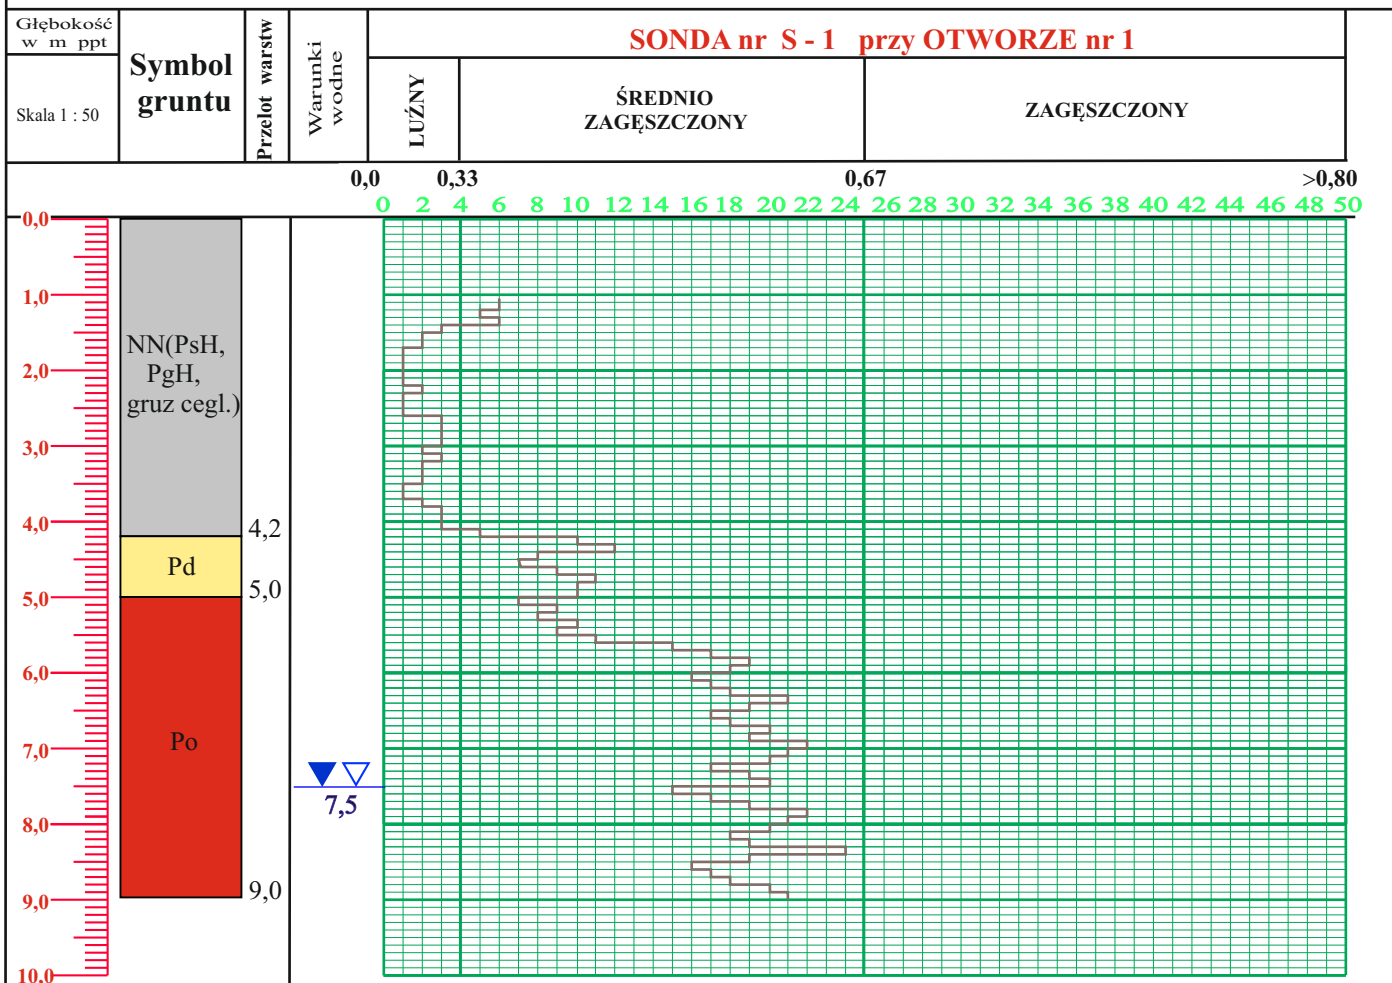 Głębokość
w m ppt
Skala 1 : 50
Symbol
gruntu
Przelot warstw
Warunki
wodne
SONDA nr S - 1 przy OTWORZE nr 1
LUŹNY
ŚREDNIO
ZAGĘSZCZONY
ZAGĘSZCZONY
0,0 0,33 0,67 >0,80
0 2 4 6 8 10 12 14 16 18 20 22 24 26 28 30 32 34 36 38 40 42 44 46 48 50
0,0
1,0
2,0
3,0
4,0
5,0
6,0
7,0
8,0
9,0
10,0
NN(PsH,
PgH,
gruz cegl.)
4,2
Pd
5,0
Po
9,0
7,5